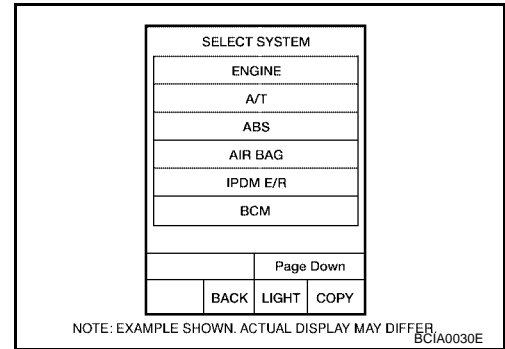 SELECT SYSTEM
ENGINE
A/T
ABS
AIR BAG
IPDM E/R
BCM
Page Down
BACK LIGHT COPY
NOTE: EXAMPLE SHOWN. ACTUAL DISPLAY MAY DIFFER.
BCIA0030E